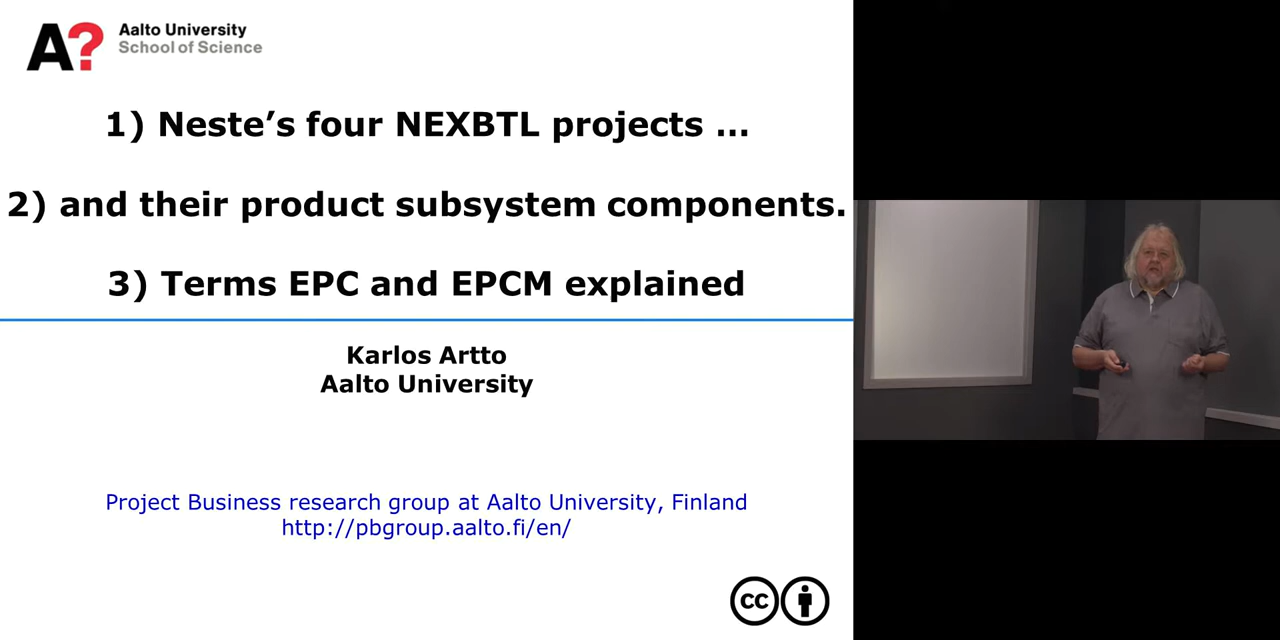 A?
Aalto University
School of Science
1) Neste’s four NEXBTL projects ...
2) and their product subsystem components.
3) Terms EPC and EPCM explained
Karlos Artto
Aalto University
Project Business research group at Aalto University, Finland
http://pbgroup.aalto.fi/en/
cc